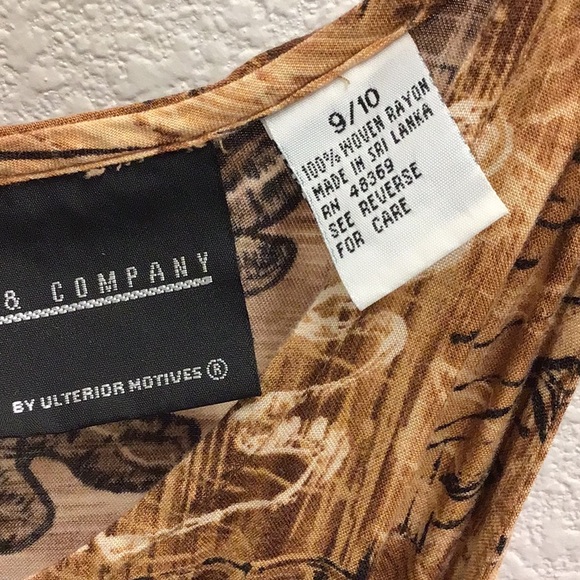 & COMPANY
BY ULTERIOR MOTIVES®
9/10
100% WOVEN RAYON
MADE IN SRI LANKA
RN 48369
SEE REVERSE
FOR CARE